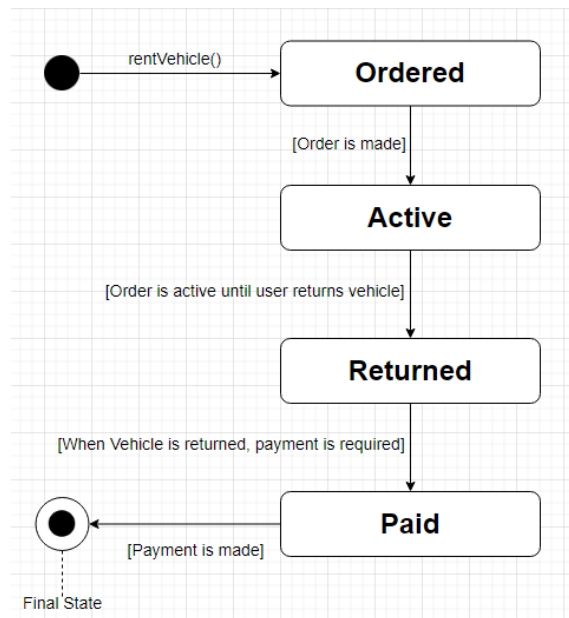 rentVehicle()
Ordered
[Order is made]
Active
[Order is active until user returns vehicle]
Returned
[When Vehicle is returned, payment is required]
Paid
[Payment is made]
Final State